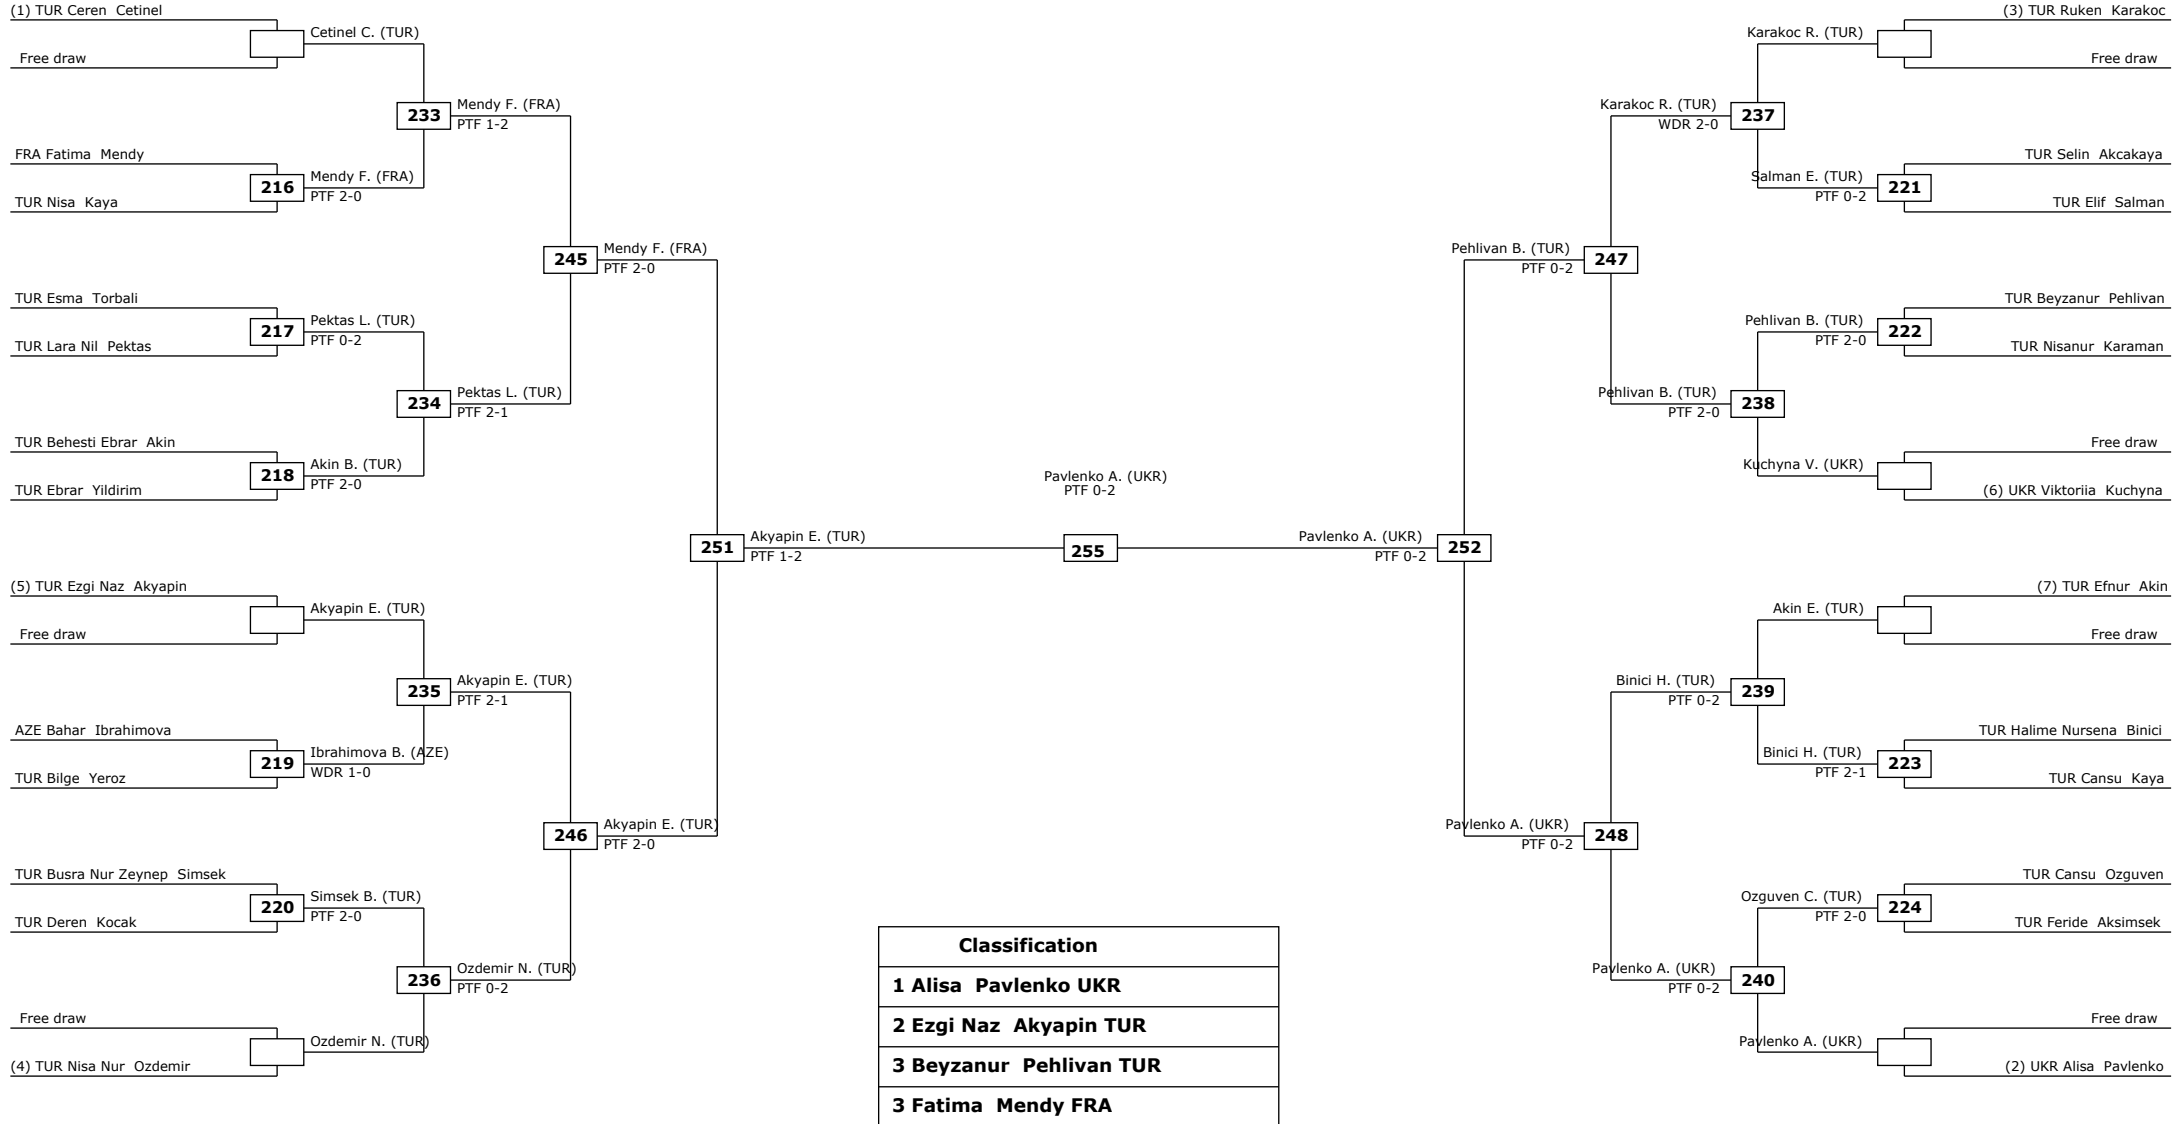 (1) TUR Ceren Cetinel
Cetinel C. (TUR)
Free draw
233
Mendy F. (FRA)
PTF 1-2
FRA Fatima Mendy
216
Mendy F. (FRA)
PTF 2-0
TUR Nisa Kaya
245
Mendy F. (FRA)
PTF 2-0
TUR Esma Torbali
217
Pektas L. (TUR)
PTF 0-2
TUR Lara Nil Pektas
234
Pektas L. (TUR)
PTF 2-1
TUR Behesti Ebrar Akin
218
Akin B. (TUR)
PTF 2-0
TUR Ebrar Yildirim
251
Akyapin E. (TUR)
PTF 1-2
(5) TUR Ezgi Naz Akyapin
Akyapin E. (TUR)
Free draw
235
Akyapin E. (TUR)
PTF 2-1
AZE Bahar Ibrahimova
219
Ibrahimova B. (AZE)
WDR 1-0
TUR Bilge Yeroz
246
Akyapin E. (TUR)
PTF 2-0
TUR Busra Nur Zeynep Simsek
220
Simsek B. (TUR)
PTF 2-0
TUR Deren Kocak
236
Ozdemir N. (TUR)
PTF 0-2
Free draw
Ozdemir N. (TUR)
(4) TUR Nisa Nur Ozdemir
Pavlenko A. (UKR)
PTF 0-2
255
(3) TUR Ruken Karakoc
Karakoc R. (TUR)
Free draw
Karakoc R. (TUR)
WDR 2-0
237
TUR Selin Akcakaya
Salman E. (TUR)
PTF 0-2
221
TUR Elif Salman
Pehlivan B. (TUR)
PTF 0-2
247
TUR Beyzanur Pehlivan
Pehlivan B. (TUR)
PTF 2-0
222
TUR Nisanur Karaman
Pehlivan B. (TUR)
PTF 2-0
238
Free draw
Kuchyna V. (UKR)
(6) UKR Viktoriia Kuchyna
Pavlenko A. (UKR)
PTF 0-2
252
(7) TUR Efnur Akin
Akin E. (TUR)
Free draw
Binici H. (TUR)
PTF 0-2
239
TUR Halime Nursena Binici
Binici H. (TUR)
PTF 2-1
223
TUR Cansu Kaya
Pavlenko A. (UKR)
PTF 0-2
248
TUR Cansu Ozguven
Ozguven C. (TUR)
PTF 2-0
224
TUR Feride Aksimsek
Pavlenko A. (UKR)
PTF 0-2
240
Free draw
Pavlenko A. (UKR)
(2) UKR Alisa Pavlenko
Classification
1 Alisa Pavlenko UKR
2 Ezgi Naz Akyapin TUR
3 Beyzanur Pehlivan TUR
3 Fatima Mendy FRA